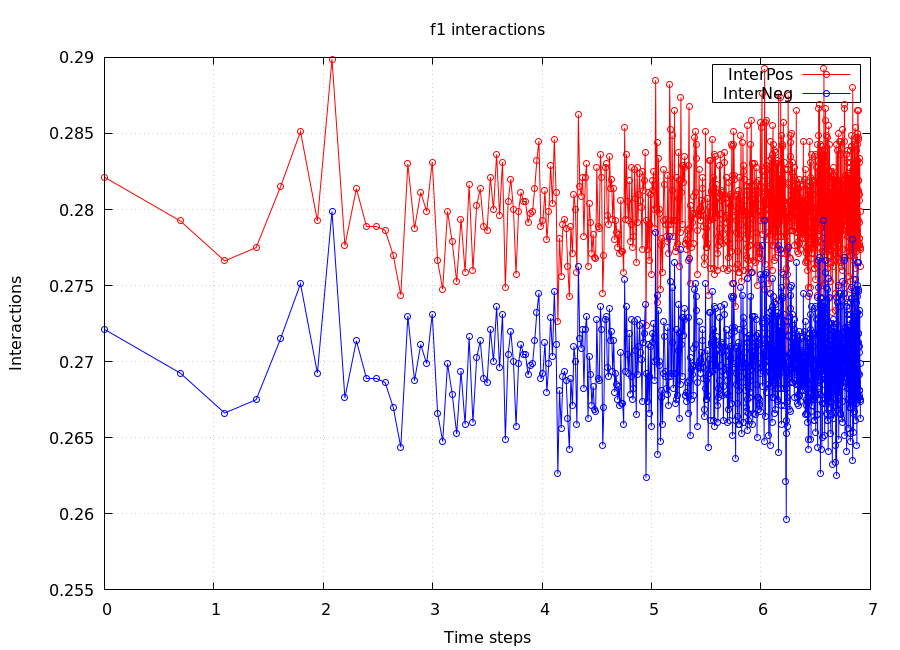 f1 interactions
InterPos
InterNeg
0.29
0.285
0.28
0.275
0.27
0.265
0.26
0.255
Interactions
0 1 2 3 4 5 6 7
Time steps